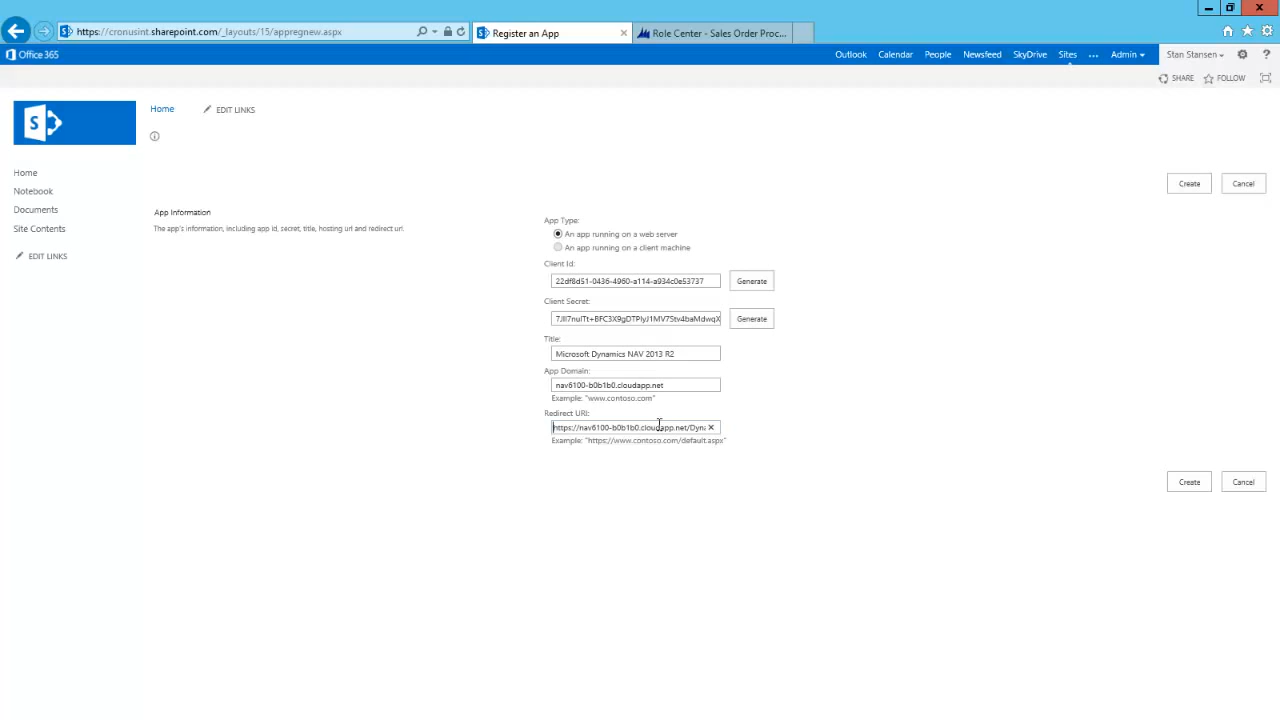 https://cronusint.sharepoint.com/_layouts/15/appregnew.aspx
Register an App
Role Center - Sales Order Proc...
Office 365
Outlook Calendar People Newsfeed SkyDrive Sites ... Admin Stan Stansen ?
SHARE FOLLOW
Home EDIT LINKS
Home
Notebook
Documents
Site Contents
EDIT LINKS
Create Cancel
App Information
The app's information, including app id, secret, title, hosting url and redirect url.
App Type:
An app running on a web server
An app running on a client machine
Client Id:
22df8d51-0436-4960-a114-a934c0e53737 Generate
Client Secret:
Generate
Title:
Microsoft Dynamics NAV 2013 R2
App Domain:
nav6100-b0b1b0.cloudapp.net
Example: "www.contoso.com"
Redirect URI:
https://nav6100-b0b1b0.cloudapp.net/Dyna
Example: "https://www.contoso.com/default.aspx"
Create Cancel